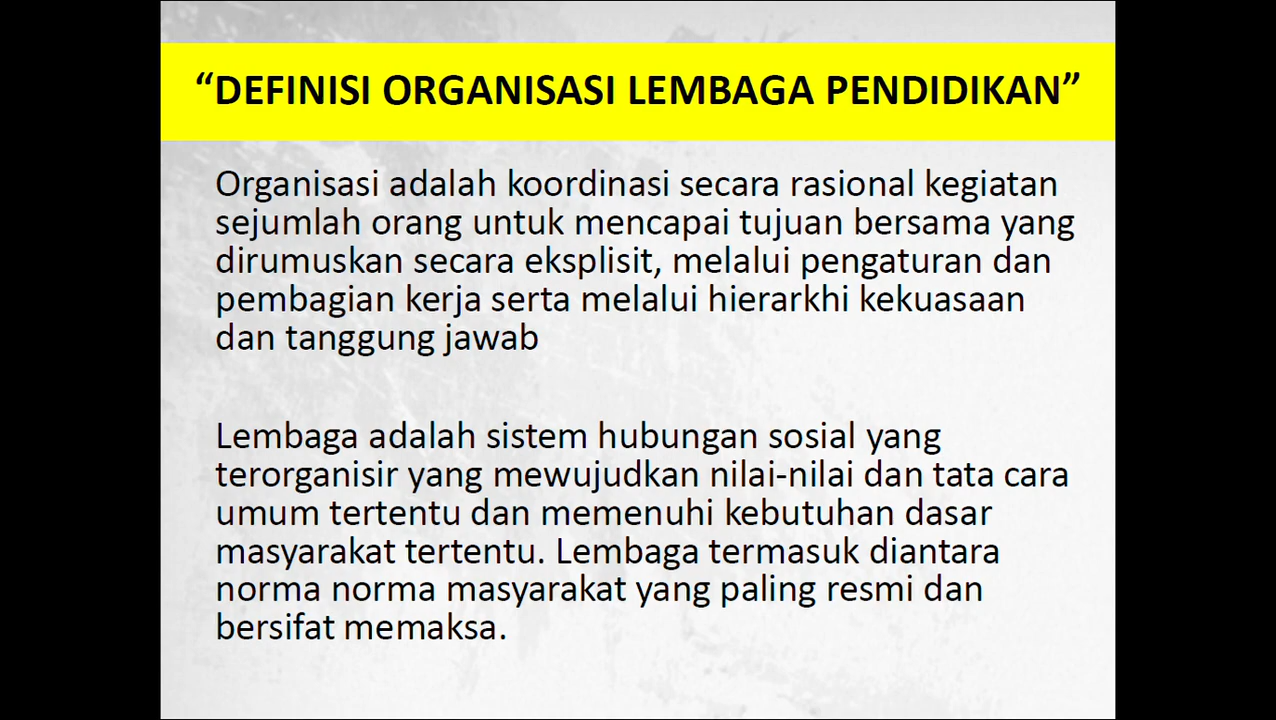 “DEFINISI ORGANISASI LEMBAGA PENDIDIKAN”
Organisasi adalah koordinasi secara rasional kegiatan
sejumlah orang untuk mencapai tujuan bersama yang
dirumuskan secara eksplisit, melalui pengaturan dan
pembagian kerja serta melalui hierarkhi kekuasaan
dan tanggung jawab
Lembaga adalah sistem hubungan sosial yang
terorganisir yang mewujudkan nilai-nilai dan tata cara
umum tertentu dan memenuhi kebutuhan dasar
masyarakat tertentu. Lembaga termasuk diantara
norma norma masyarakat yang paling resmi dan
bersifat memaksa.